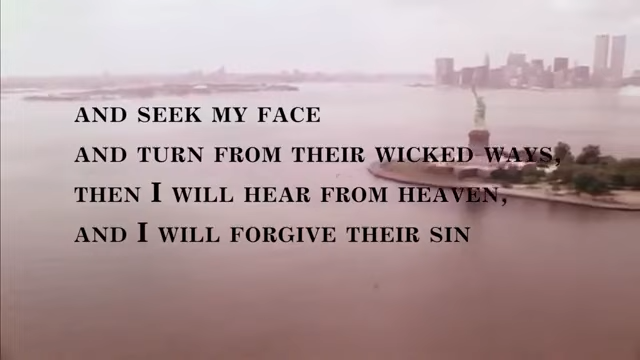 AND SEEK MY FACE
AND TURN FROM THEIR WICKED WAYS,
THEN I WILL HEAR FROM HEAVEN,
AND I WILL FORGIVE THEIR SIN